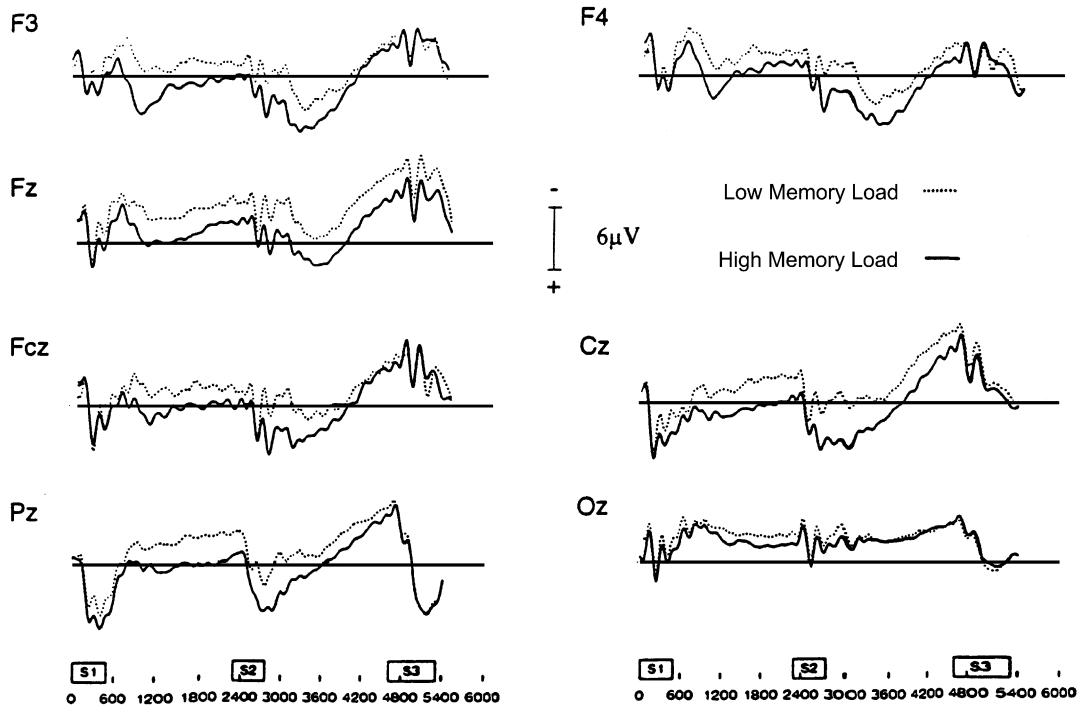 F3
F4
Fz
-
6μV
+
Low Memory Load
High Memory Load
Fcz
Cz
Pz
Oz
S1 S2 S3
0 600 1200 1800 2400 3000 3600 4200 4800 5400 6000
S1 S2 S3
0 600 1200 1800 2400 3000 3600 4200 4800 5400 6000